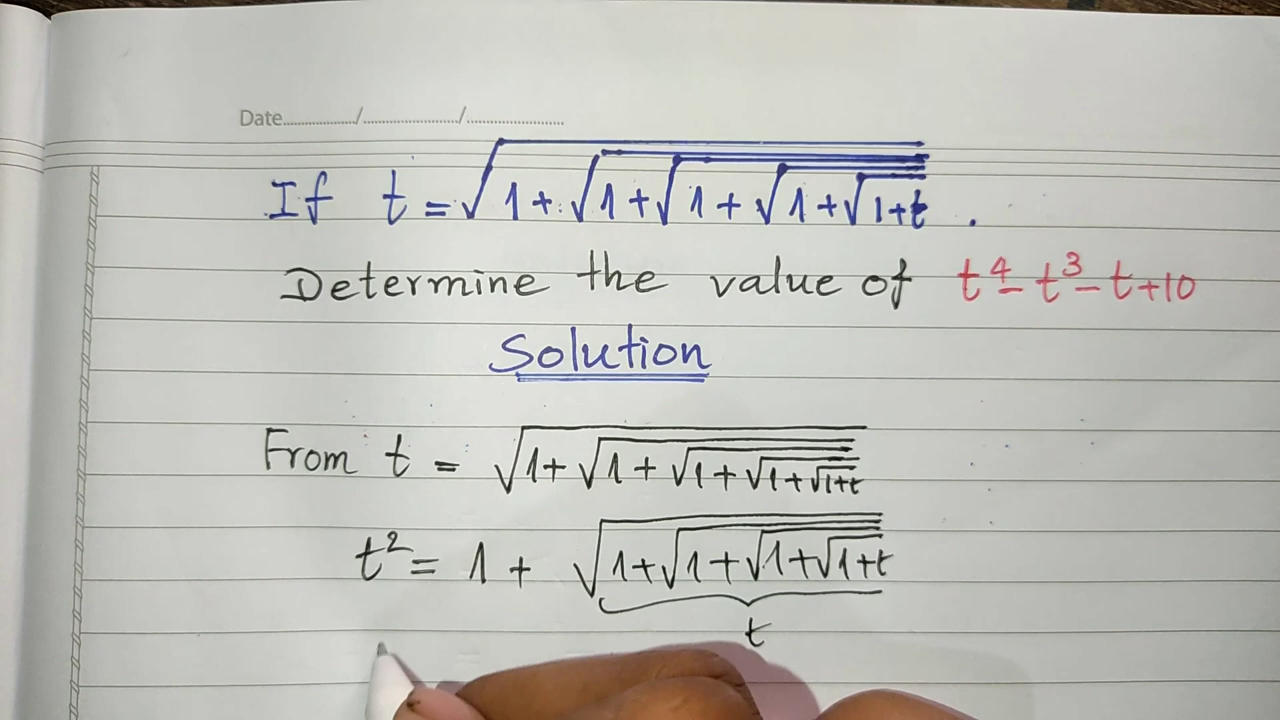 Date............../................../..................
If t = √(1 + √(1 + √(1 + √(1 + √(1+t))))) .
Determine the value of t⁴ - t³ - t + 10
Solution
From t = √(1 + √(1 + √(1 + √(1 + √(1+t)))))
t² = 1 + √(1 + √(1 + √(1 + √(1+t))))
t